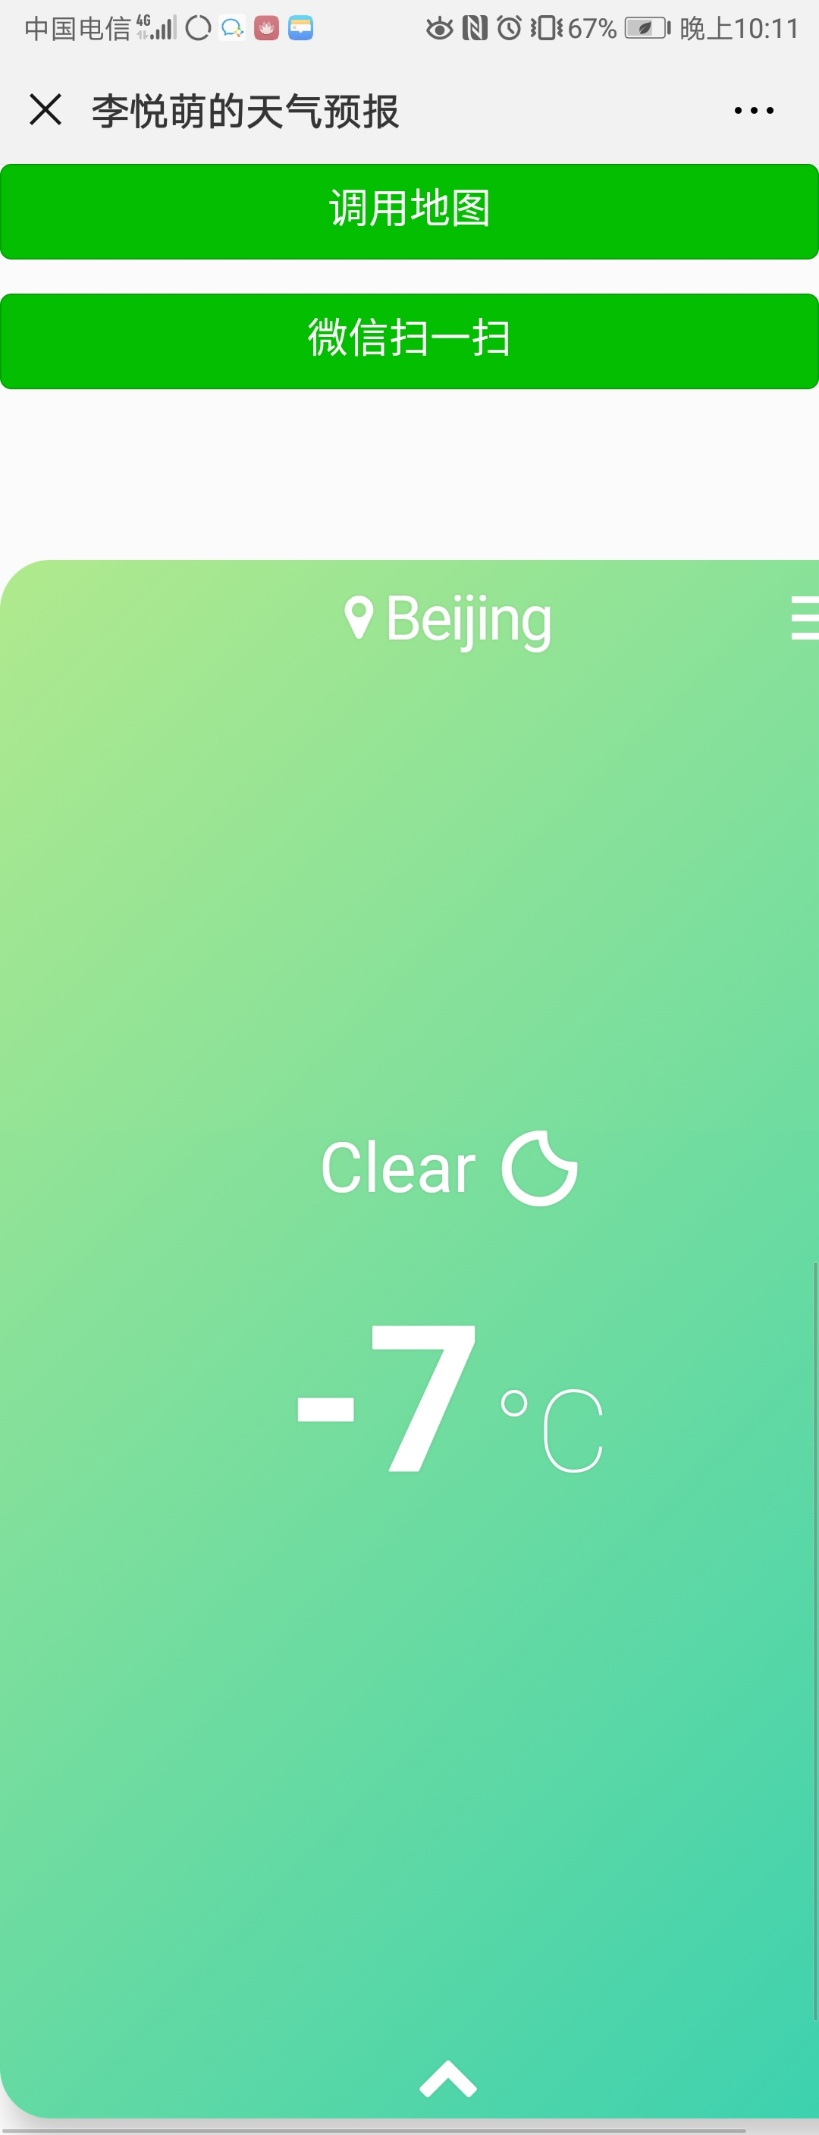 中国电信 4G 67% 晚上10:11
李悦萌的天气预报
调用地图
微信扫一扫
Beijing
Clear
-7 °C